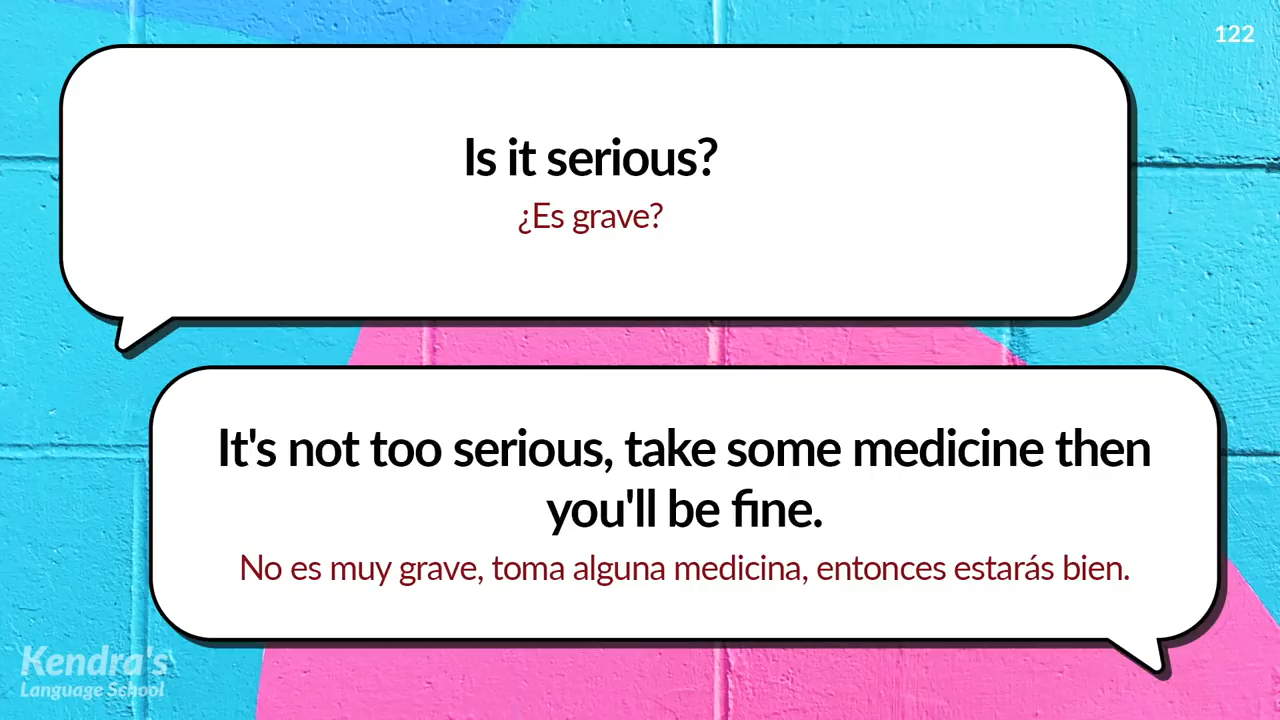 122
Is it serious?
¿Es grave?
It's not too serious, take some medicine then
you'll be fine.
No es muy grave, toma alguna medicina, entonces estarás bien.
Kendra's
Language School